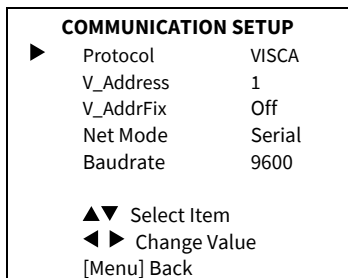 COMMUNICATION SETUP
▶ Protocol VISCA
V_Address 1
V_AddrFix Off
Net Mode Serial
Baudrate 9600
▲▼ Select Item
◀ ▶ Change Value
[Menu] Back